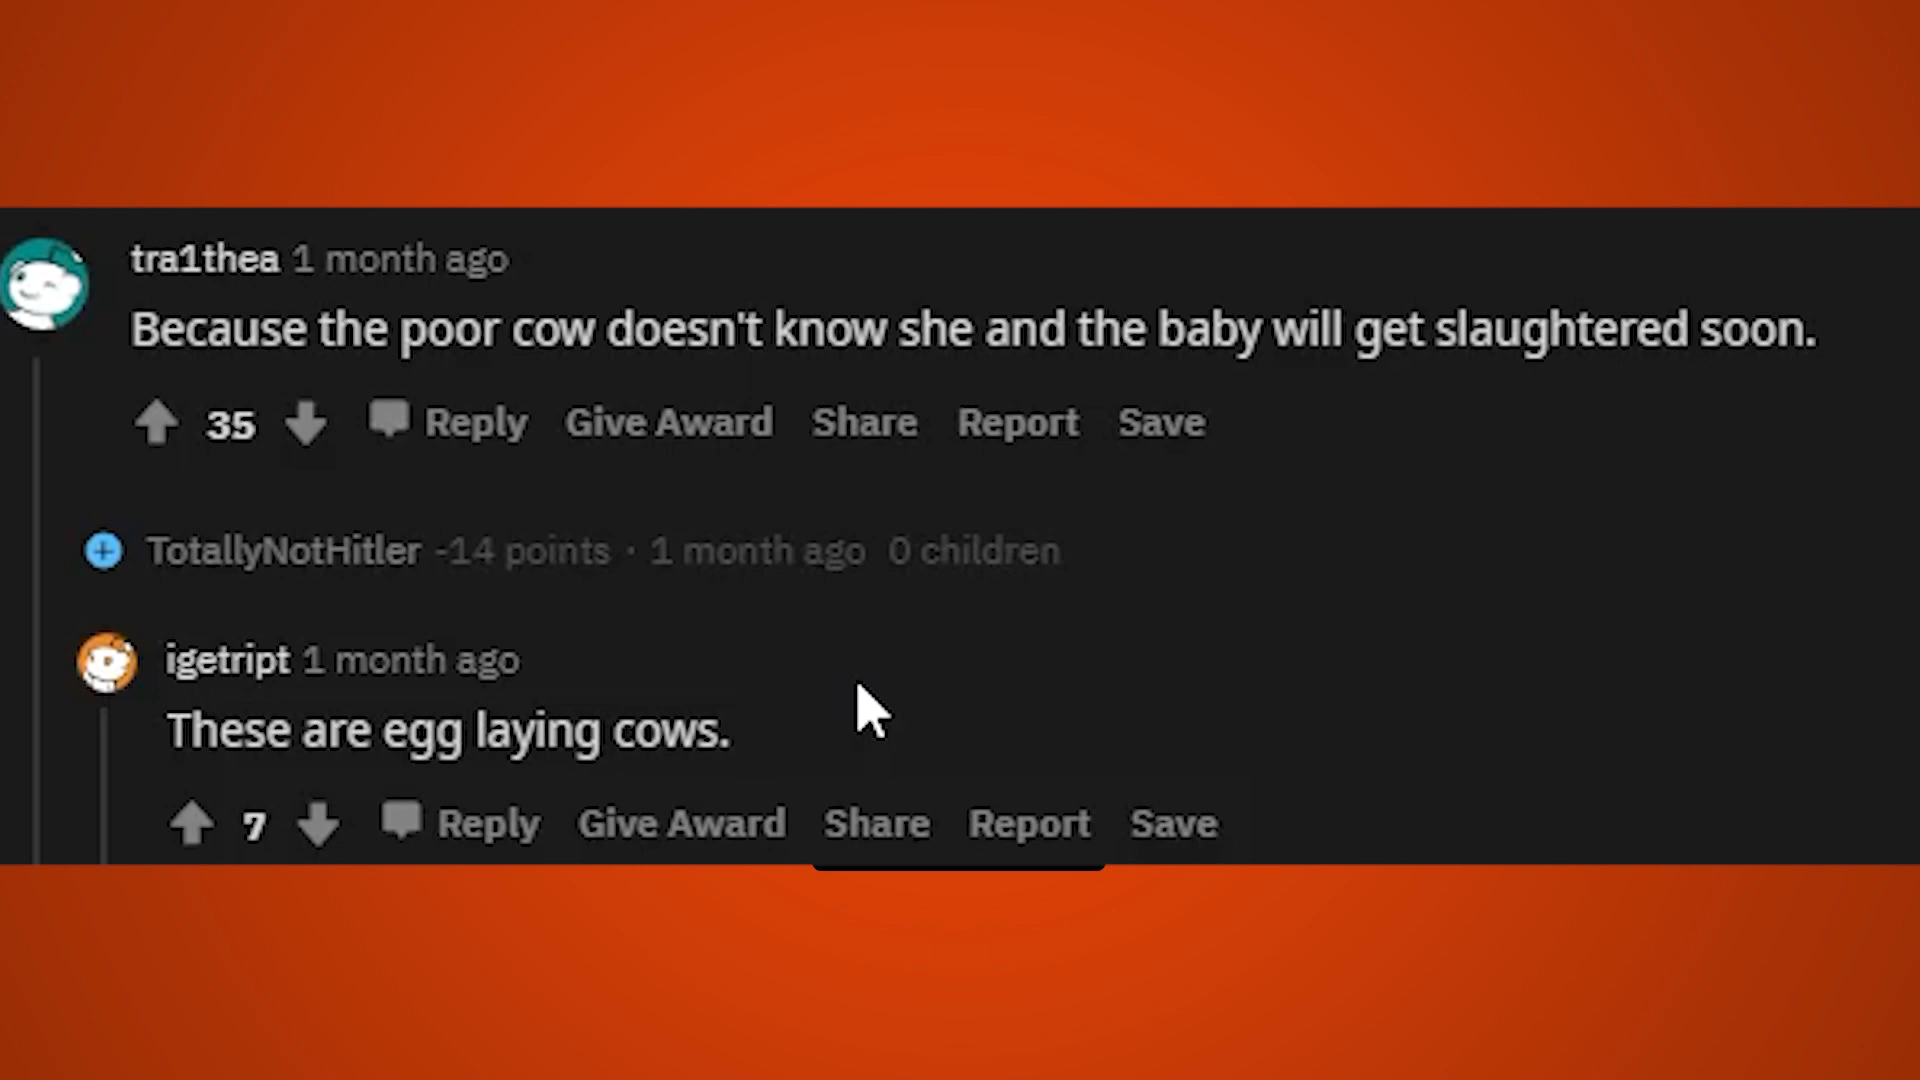 tra1thea 1 month ago
Because the poor cow doesn't know she and the baby will get slaughtered soon.
35 Reply Give Award Share Report Save
TotallyNotHitler -14 points · 1 month ago 0 children
igetript 1 month ago
These are egg laying cows.
7 Reply Give Award Share Report Save